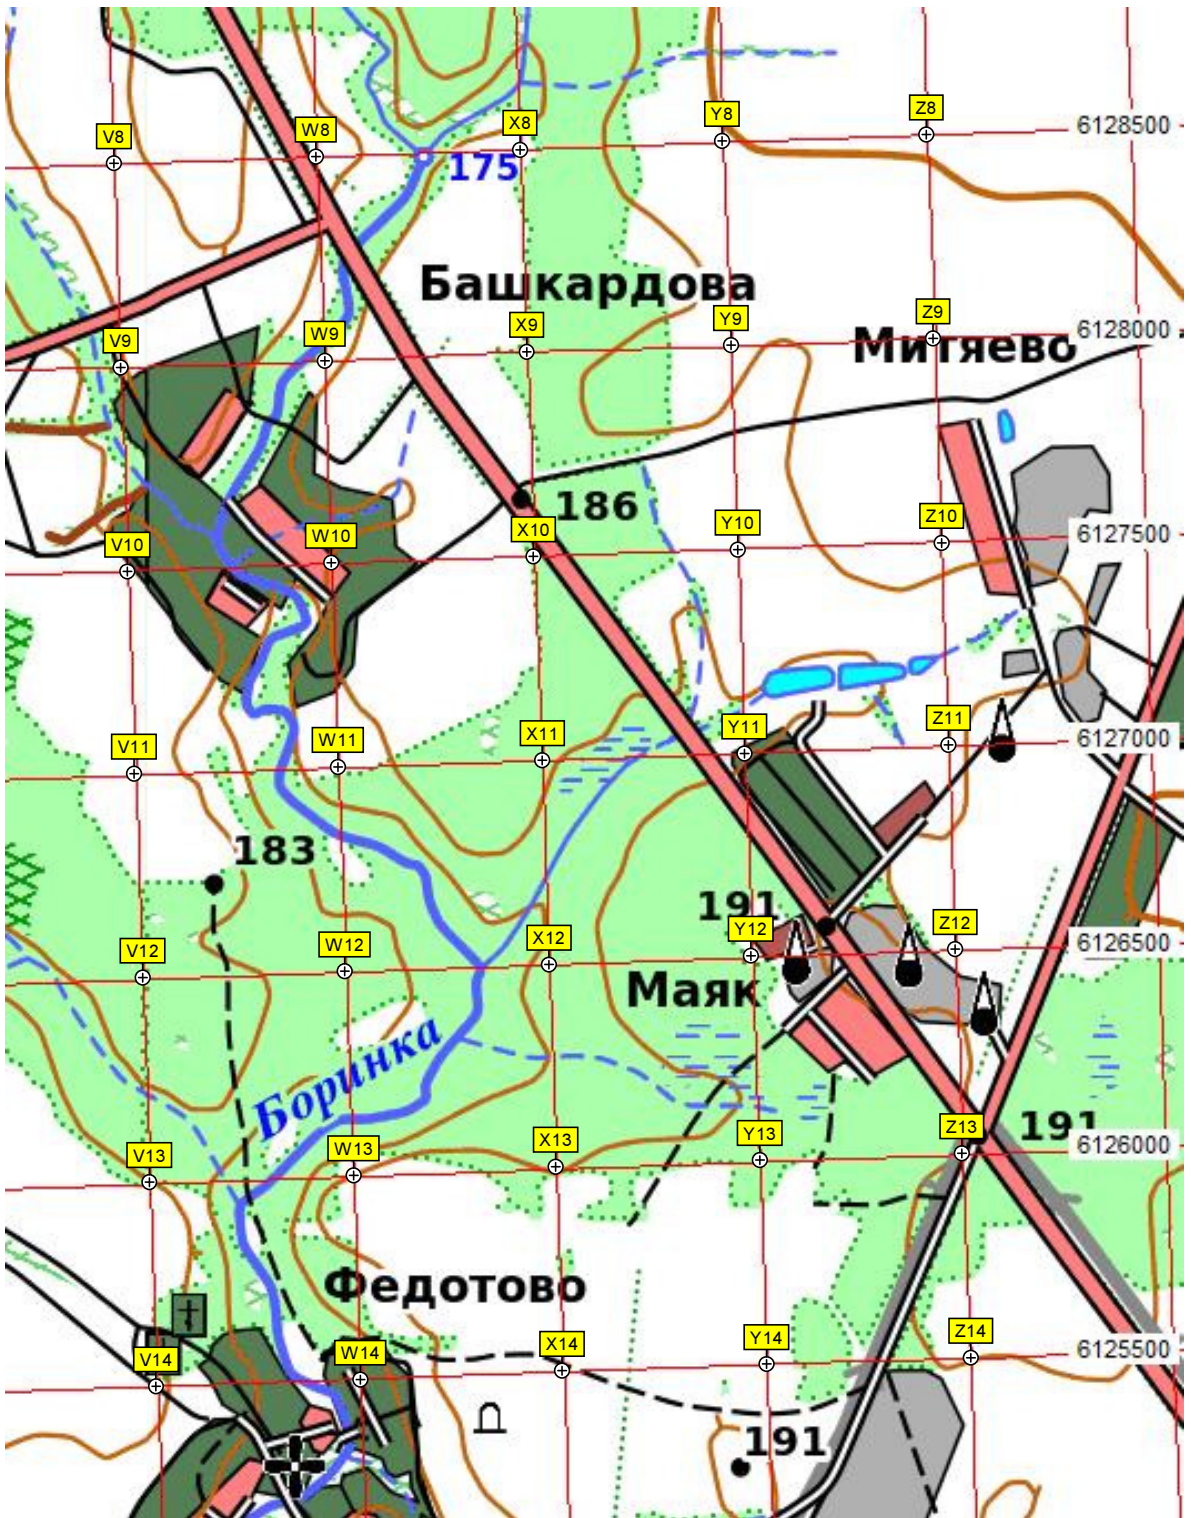 V8
W8
X8
Y8
Z8
6128500
175
Башкардова
V9
W9
X9
Y9
Z9
6128000
Митяево
186
V10
W10
X10
Y10
Z10
6127500
V11
W11
X11
Y11
Z11
6127000
183
191
V12
W12
X12
Y12
Z12
6126500
Маяк
Боринка
191
V13
W13
X13
Y13
Z13
6126000
Федотово
V14
W14
X14
Y14
Z14
6125500
191